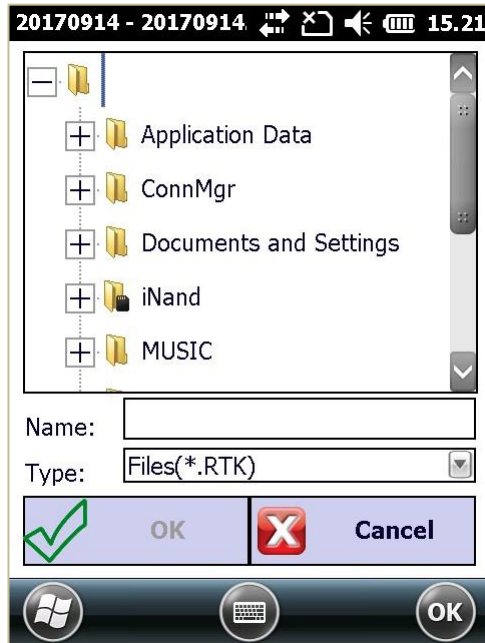 20170914 - 20170914. 15.21
Application Data
ConnMgr
Documents and Settings
iNand
MUSIC
Name:
Type: Files(*.RTK)
OK Cancel
OK